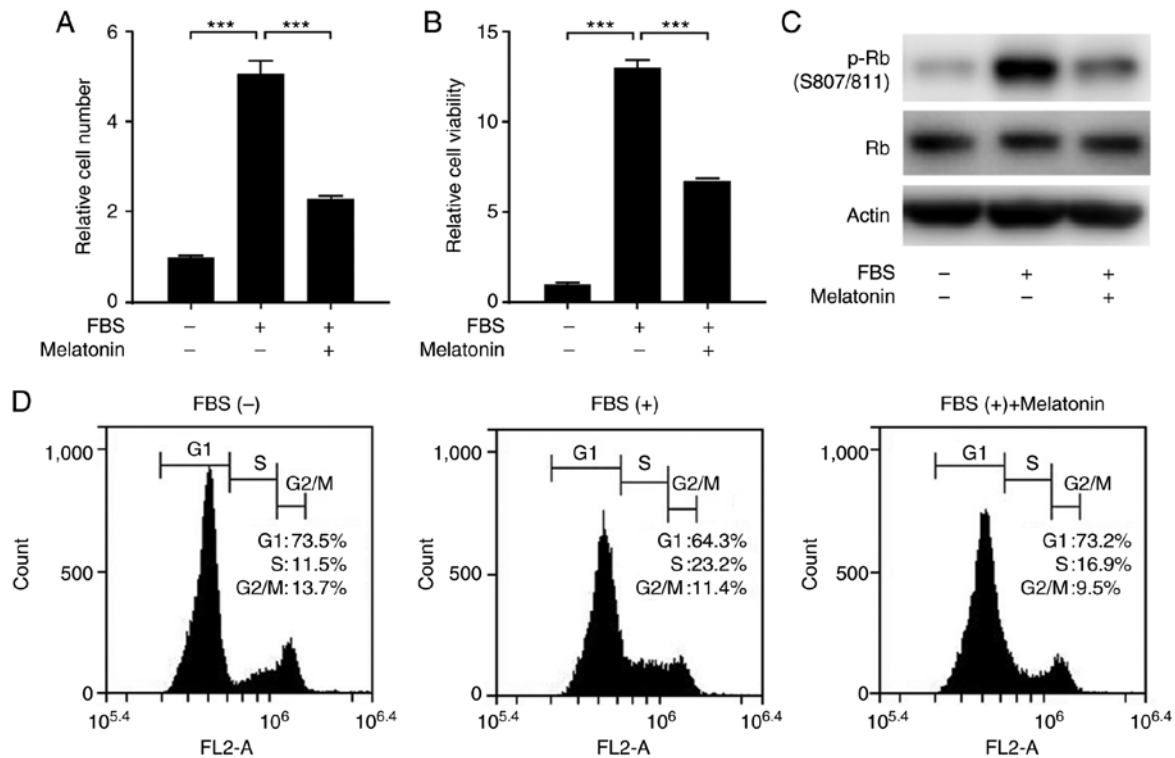 A
6
4
2
0
Relative cell number
*** ***
FBS – + +
Melatonin – – +
B
15
10
5
0
Relative cell viability
*** ***
FBS – + +
Melatonin – – +
C
p-Rb
(S807/811)
Rb
Actin
FBS – + +
Melatonin – – +
D
FBS (–)
Count
1,000
500
0
G1
S
G2/M
G1:73.5%
S:11.5%
G2/M:13.7%
10^5.4 10^6 10^6.4
FL2-A
FBS (+)
Count
1,000
500
0
G1
S
G2/M
G1:64.3%
S:23.2%
G2/M:11.4%
10^5.4 10^6 10^6.4
FL2-A
FBS (+)+Melatonin
Count
1,000
500
0
G1
S
G2/M
G1:73.2%
S:16.9%
G2/M:9.5%
10^5.4 10^6 10^6.4
FL2-A